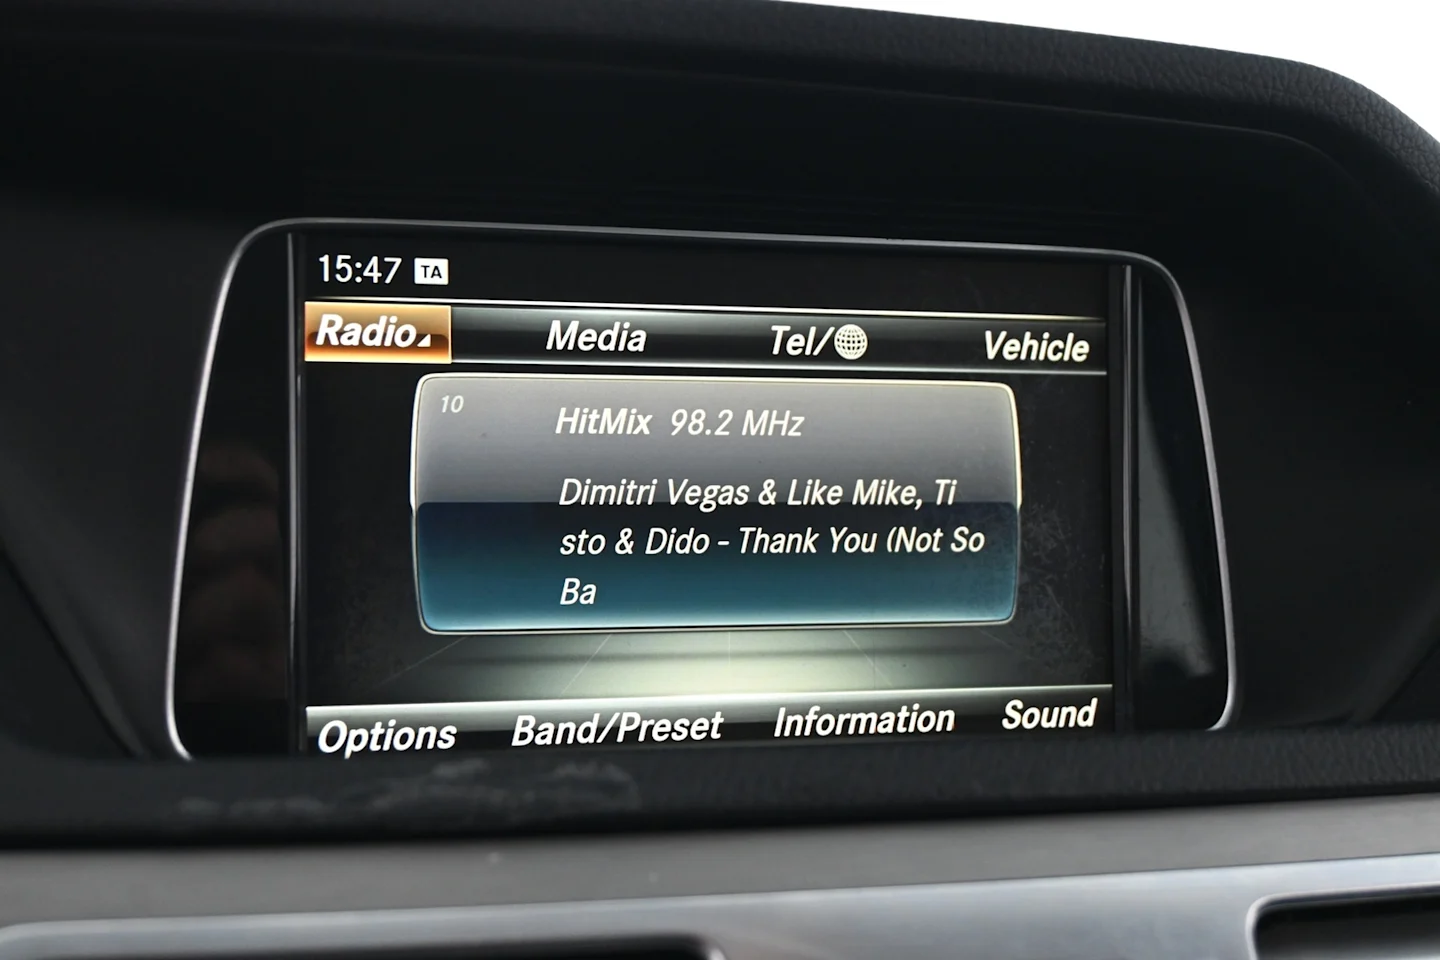 15:47 TA
Radio Media Tel/ Vehicle
10
HitMix 98.2 MHz
Dimitri Vegas & Like Mike, Ti
sto & Dido - Thank You (Not So
Ba
Options Band/Preset Information Sound